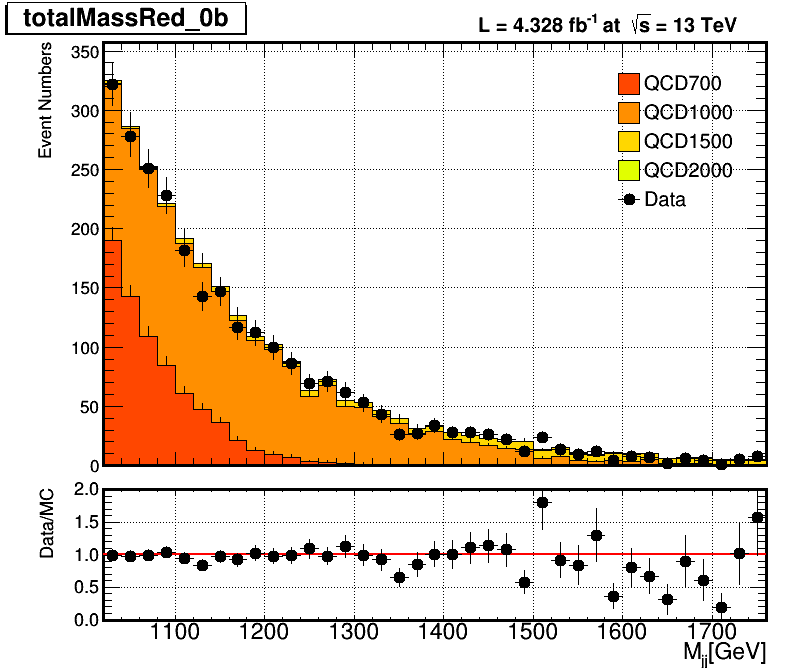 totalMassRed_0b
L = 4.328 fb-1 at √s = 13 TeV
Event Numbers
350
300
250
200
150
100
50
0
QCD700
QCD1000
QCD1500
QCD2000
Data
Data/MC
2.0
1.5
1.0
0.5
0.0
1100 1200 1300 1400 1500 1600 1700
Mjj[GeV]